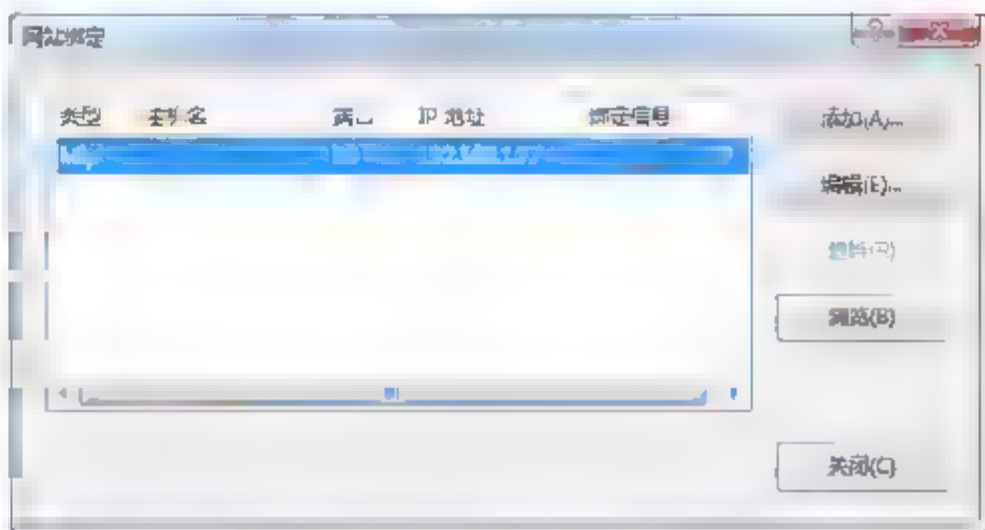 网站绑定
类型 主机名 端口 IP 地址 绑定信息
添加(A)...
编辑(E)...
删除(R)
浏览(B)
关闭(C)